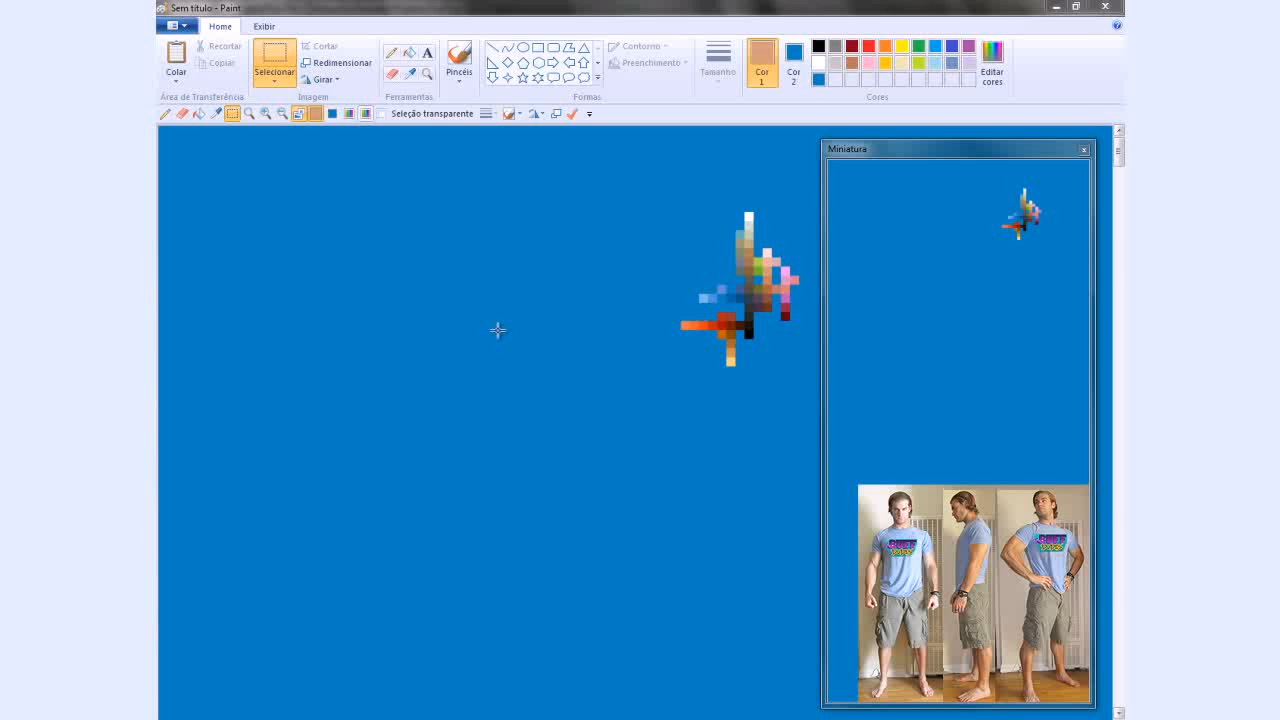 Sem título - Paint
Home
Exibir
Recortar
Copiar
Colar
Área de Transferência
Selecionar
Cortar
Redimensionar
Girar
Imagem
Ferramentas
Pincéis
Contorno
Preenchimento
Formas
Tamanho
Cor
1
Cor
2
Cores
Editar
cores
Seleção transparente
Miniatura